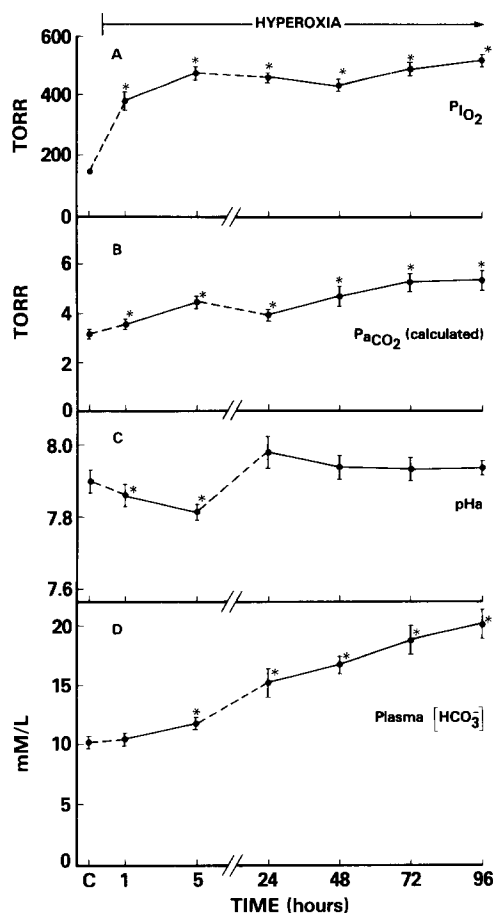 HYPEROXIA
600
400
200
0
TORR
A
* * * * * *
PIO2
6
4
2
0
TORR
B
* * * * * *
PaCO2 (calculated)
8.0
7.8
7.6
C
* *
pHa
20
15
10
5
0
mM/L
D
* * * * *
Plasma [HCO3-]
C 1 5 24 48 72 96
TIME (hours)